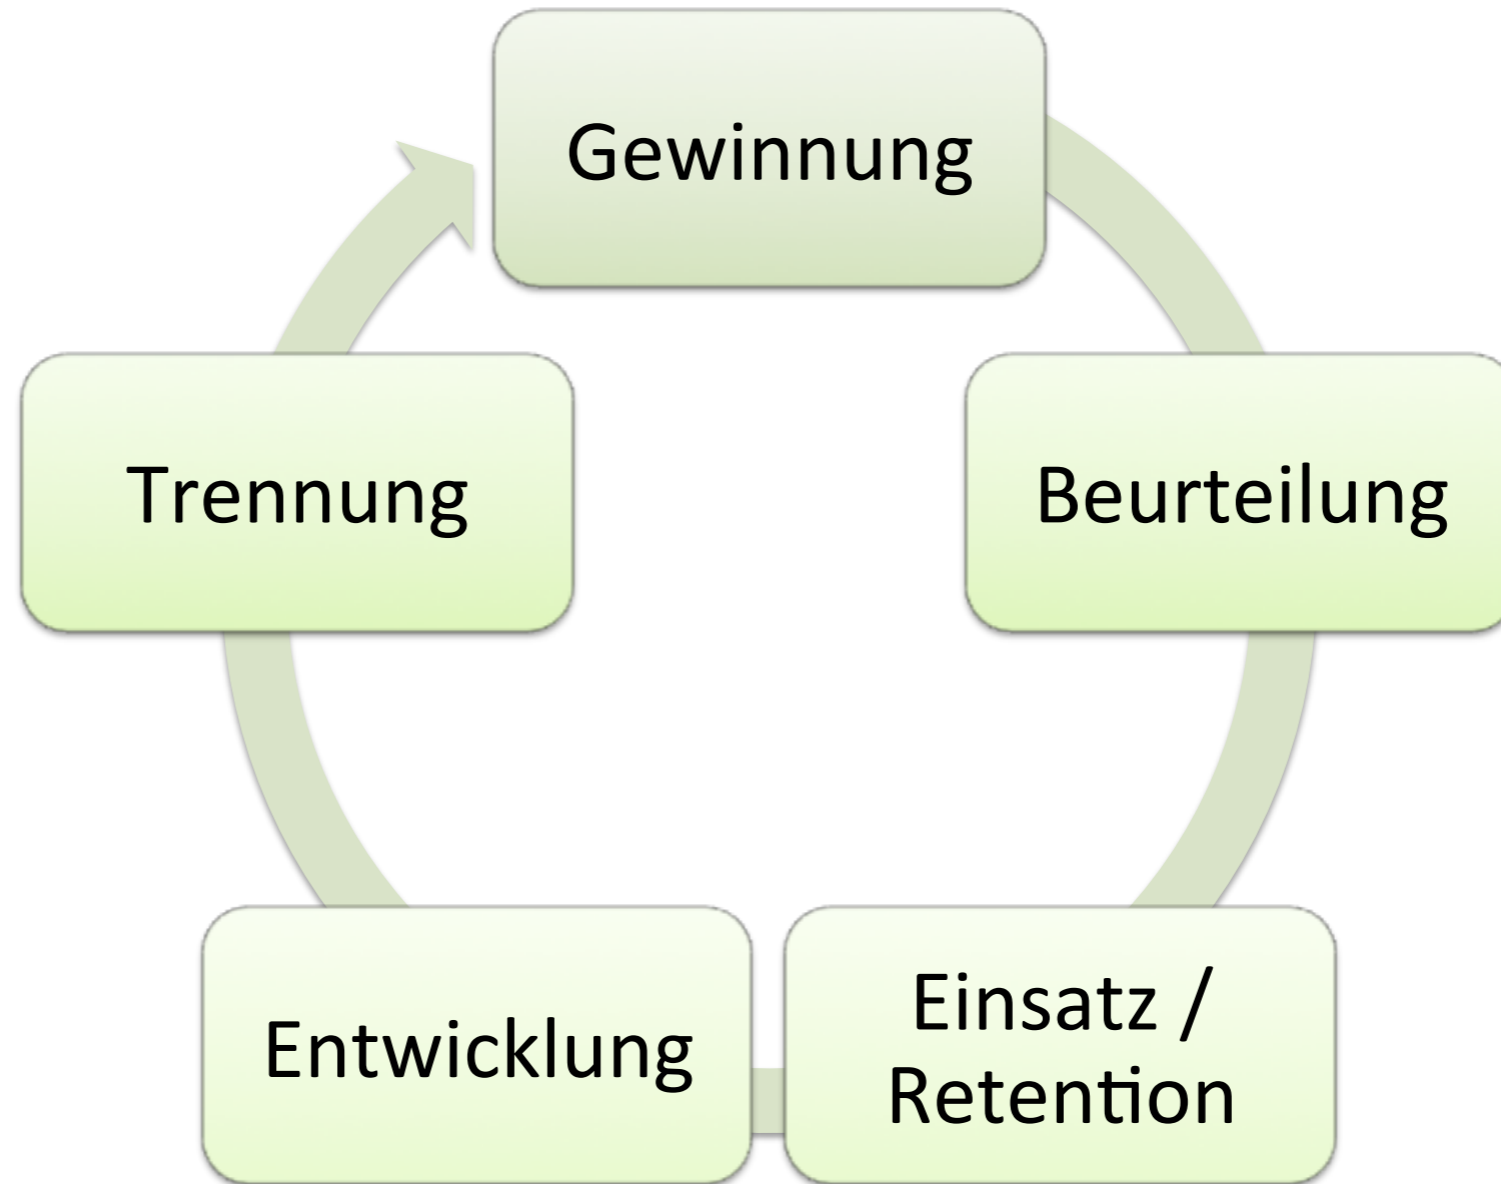 Gewinnung
Beurteilung
Einsatz /
Retention
Entwicklung
Trennung